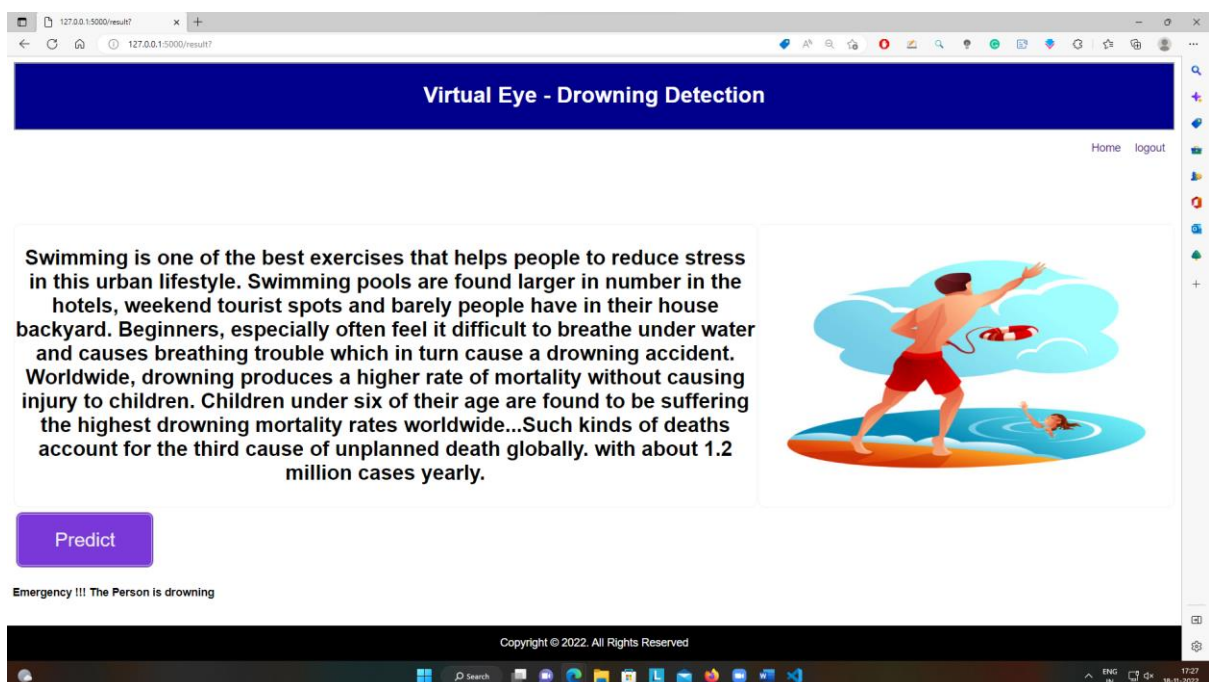 127.0.0.1:5000/result?
127.0.0.1:5000/result?
Virtual Eye - Drowning Detection
Home logout
Swimming is one of the best exercises that helps people to reduce stress
in this urban lifestyle. Swimming pools are found larger in number in the
hotels, weekend tourist spots and barely people have in their house
backyard. Beginners, especially often feel it difficult to breathe under water
and causes breathing trouble which in turn cause a drowning accident.
Worldwide, drowning produces a higher rate of mortality without causing
injury to children. Children under six of their age are found to be suffering
the highest drowning mortality rates worldwide...Such kinds of deaths
account for the third cause of unplanned death globally. with about 1.2
million cases yearly.
Predict
Emergency !!! The Person is drowning
Copyright © 2022. All Rights Reserved
Search
ENG
IN
17:27
18-11-2022